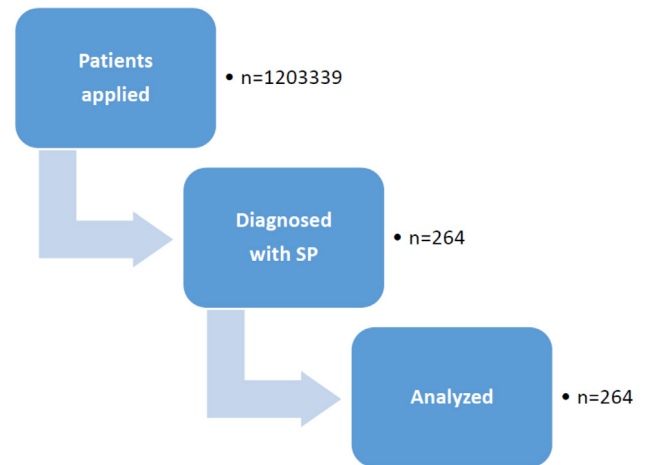 Patients
applied
• n=1203339
Diagnosed
with SP
• n=264
Analyzed
• n=264